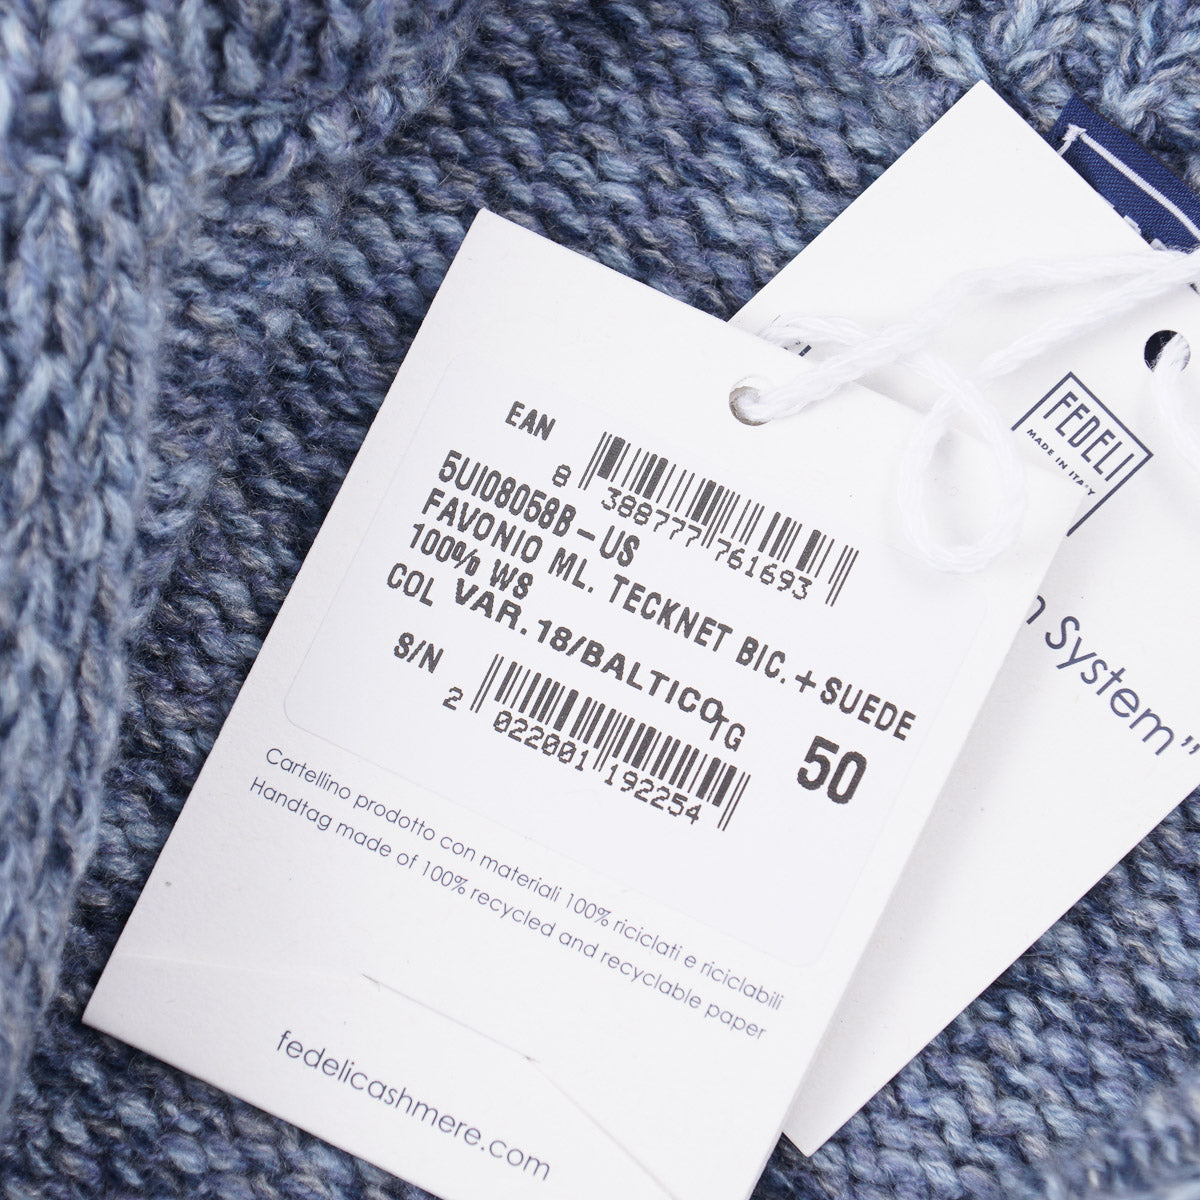 EAN
8 388777 761693
5UI08058B-US
FAVONIO ML. TECKNET BIC.+SUEDE
100% WS
COL VAR.18/BALTICO
TG 50
S/N
2 022001 192254
Cartellino prodotto con materiali 100% riciclati e riciclabili
Handtag made of 100% recycled and recyclable paper
fedelicashmere.com
FEDELI
MADE IN ITALY
System"